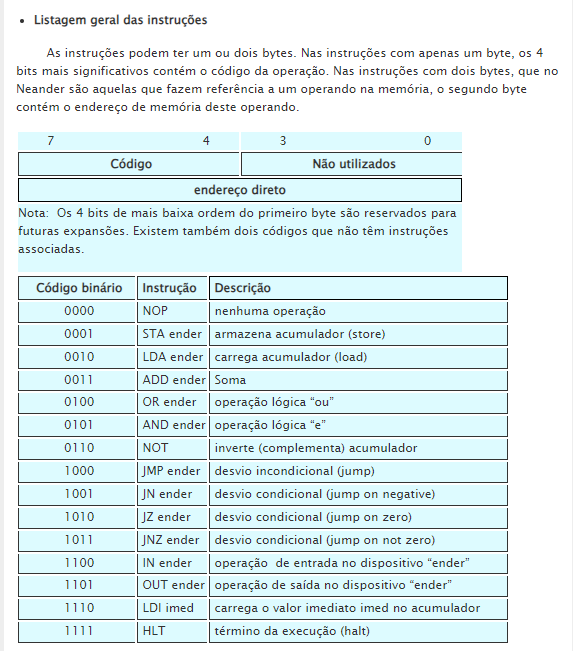 • Listagem geral das instruções
As instruções podem ter um ou dois bytes. Nas instruções com apenas um byte, os 4
bits mais significativos contém o código da operação. Nas instruções com dois bytes, que no
Neander são aquelas que fazem referência a um operando na memória, o segundo byte
contém o endereço de memória deste operando.
7 4 3 0
Código Não utilizados
endereço direto
Nota: Os 4 bits de mais baixa ordem do primeiro byte são reservados para
futuras expansões. Existem também dois códigos que não têm instruções
associadas.
Código binário Instrução Descrição
0000 NOP nenhuma operação
0001 STA ender armazena acumulador (store)
0010 LDA ender carrega acumulador (load)
0011 ADD ender Soma
0100 OR ender operação lógica “ou”
0101 AND ender operação lógica “e”
0110 NOT inverte (complementa) acumulador
1000 JMP ender desvio incondicional (jump)
1001 JN ender desvio condicional (jump on negative)
1010 JZ ender desvio condicional (jump on zero)
1011 JNZ ender desvio condicional (jump on not zero)
1100 IN ender operação de entrada no dispositivo “ender”
1101 OUT ender operação de saída no dispositivo “ender”
1110 LDI imed carrega o valor imediato imed no acumulador
1111 HLT término da execução (halt)